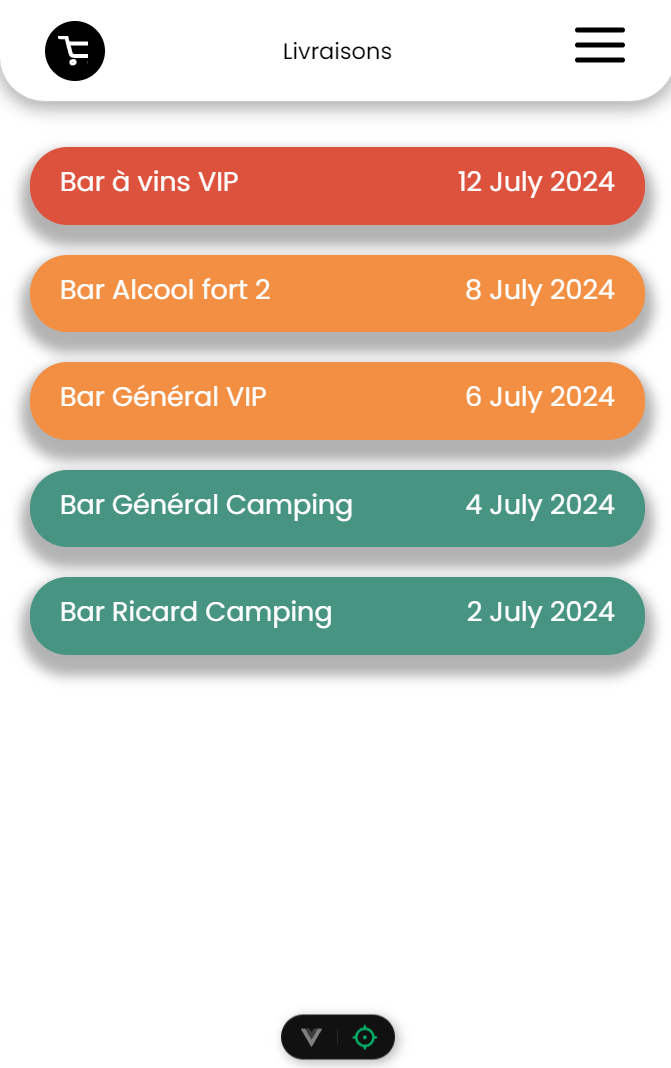 Livraisons
Bar à vins VIP 12 July 2024
Bar Alcool fort 2 8 July 2024
Bar Général VIP 6 July 2024
Bar Général Camping 4 July 2024
Bar Ricard Camping 2 July 2024